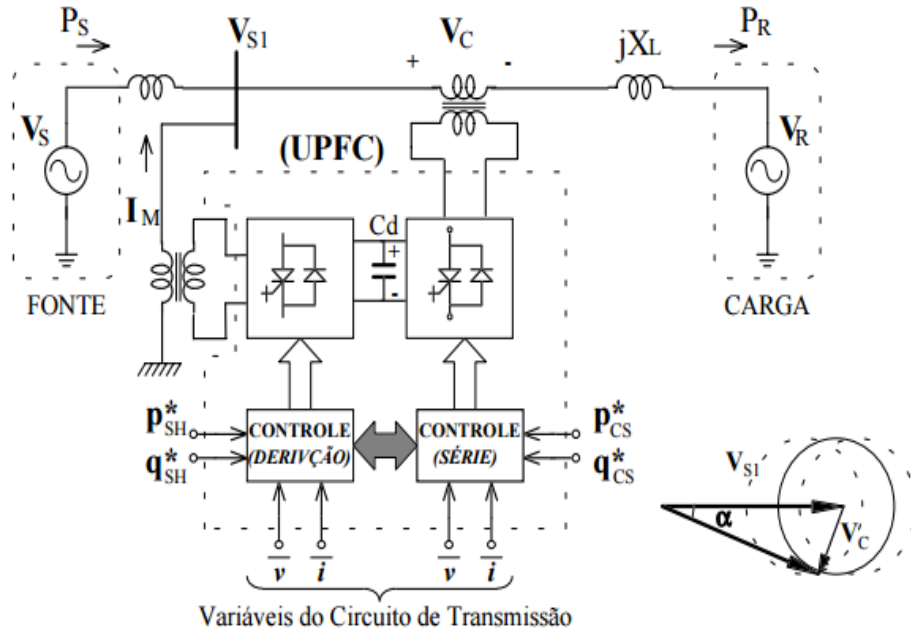 P_S
V_S1
V_C
jX_L
P_R
+
-
V_S
(UPFC)
V_R
I_M
Cd
+
-
-
-
+
+
FONTE
CARGA
p*_SH
q*_SH
CONTROLE
(DERIVÇÃO)
CONTROLE
(SÉRIE)
p*_CS
q*_CS
V_S1
α
V'_C
v
i
v
i
Variáveis do Circuito de Transmissão